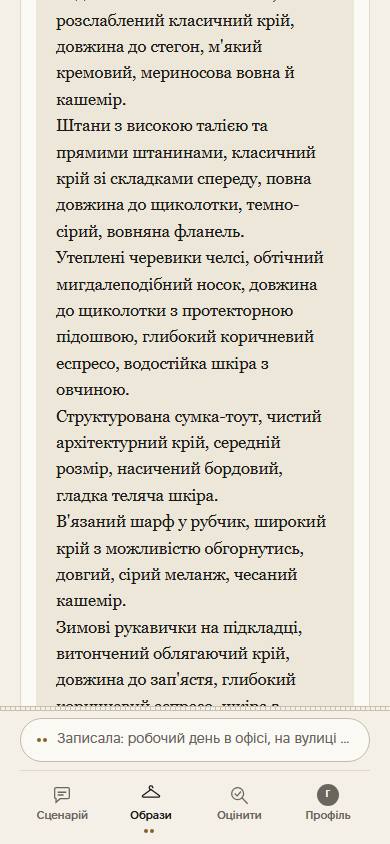 розслаблений класичний крій,
довжина до стегон, м'який
кремовий, мериносова вовна й
кашемір.
Штани з високою талією та
прямими штанинами, класичний
крій зі складками спереду, повна
довжина до щиколотки, темно-
сірий, вовняна фланель.
Утеплені черевики челсі, обтічний
мигдалеподібний носок, довжина
до щиколотки з протекторною
підошвою, глибокий коричневий
еспресо, водостійка шкіра з
овчиною.
Структурована сумка-тоут, чистий
архітектурний крій, середній
розмір, насичений бордовий,
гладка теляча шкіра.
В'язаний шарф у рубчик, широкий
крій з можливістю обгорнутись,
довгий, сірий меланж, чесаний
кашемір.
Зимові рукавички на підкладці,
витончений облягаючий крій,
довжина до зап'ястя, глибокий
Записала: робочий день в офісі, на вулиці ...
Сценарій
Образи
Оцінити
Г
Профіль